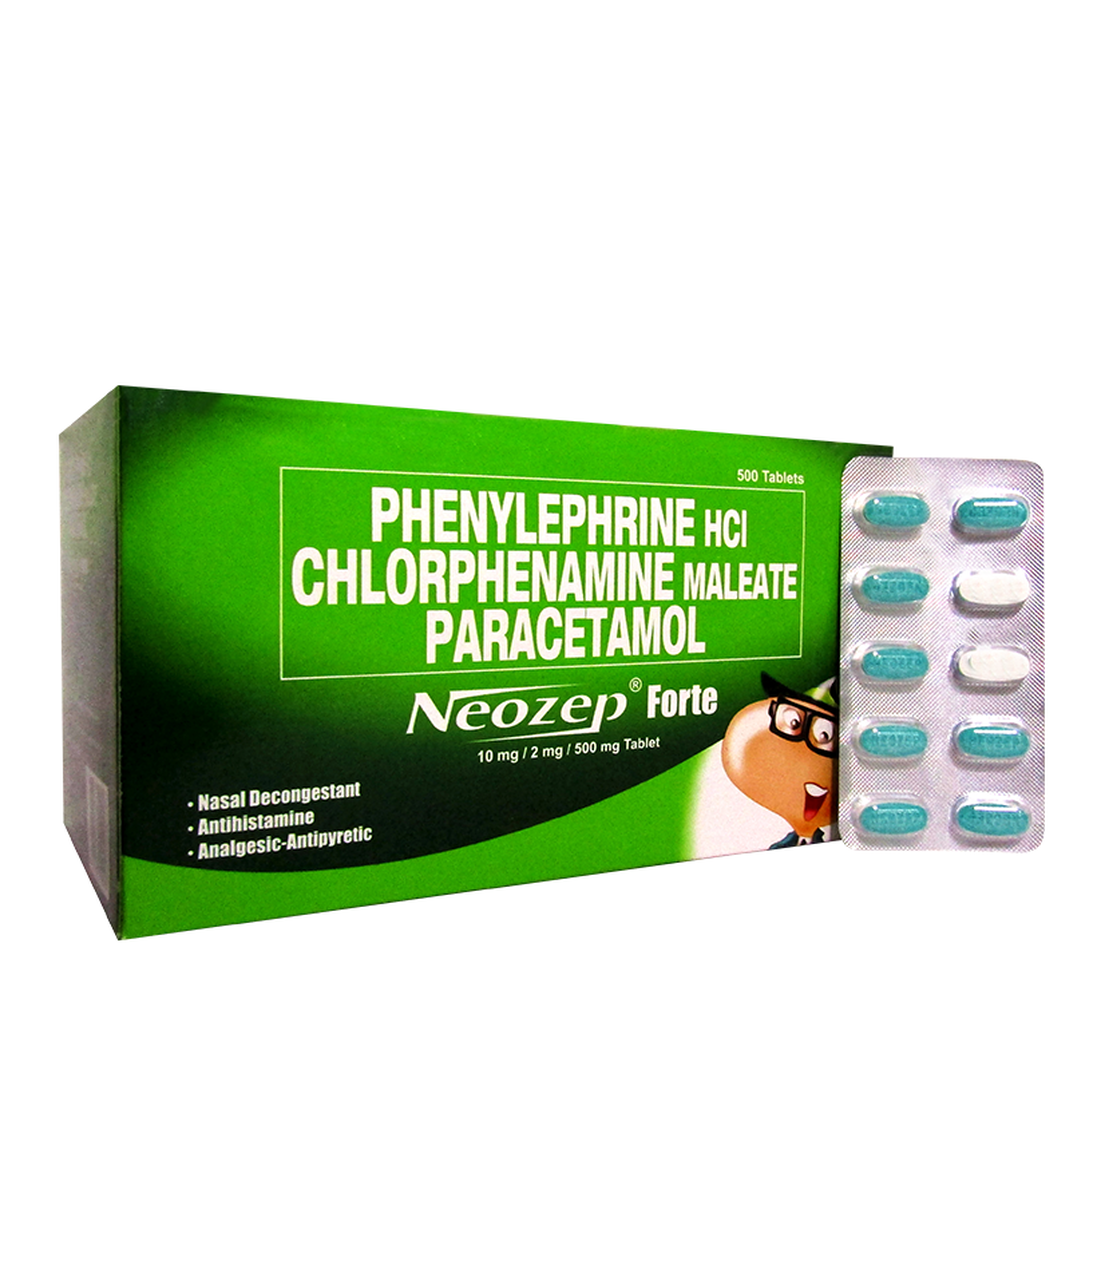 500 Tablets
PHENYLEPHRINE HCl
CHLORPHENAMINE MALEATE
PARACETAMOL
Neozep® Forte
10 mg / 2 mg / 500 mg Tablet
• Nasal Decongestant
• Antihistamine
• Analgesic-Antipyretic